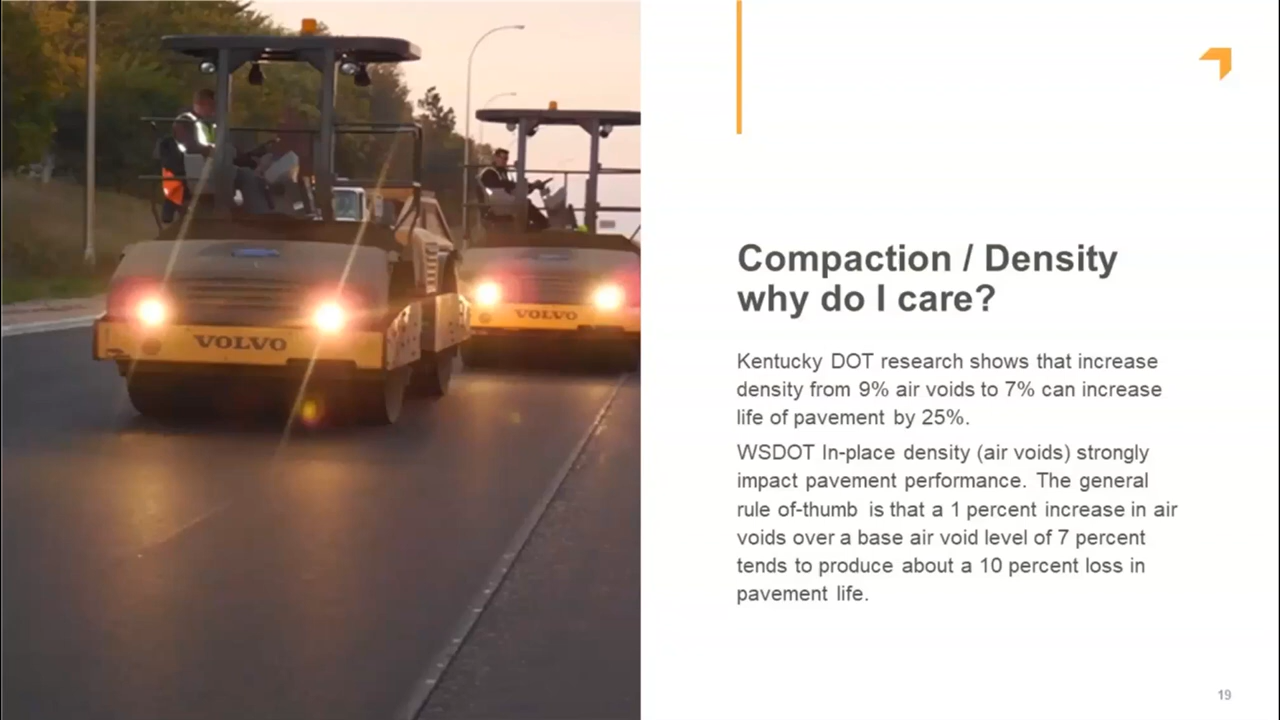 VOLVO
VOLVO
Compaction / Density
why do I care?
Kentucky DOT research shows that increase
density from 9% air voids to 7% can increase
life of pavement by 25%.
WSDOT In-place density (air voids) strongly
impact pavement performance. The general
rule of-thumb is that a 1 percent increase in air
voids over a base air void level of 7 percent
tends to produce about a 10 percent loss in
pavement life.
19